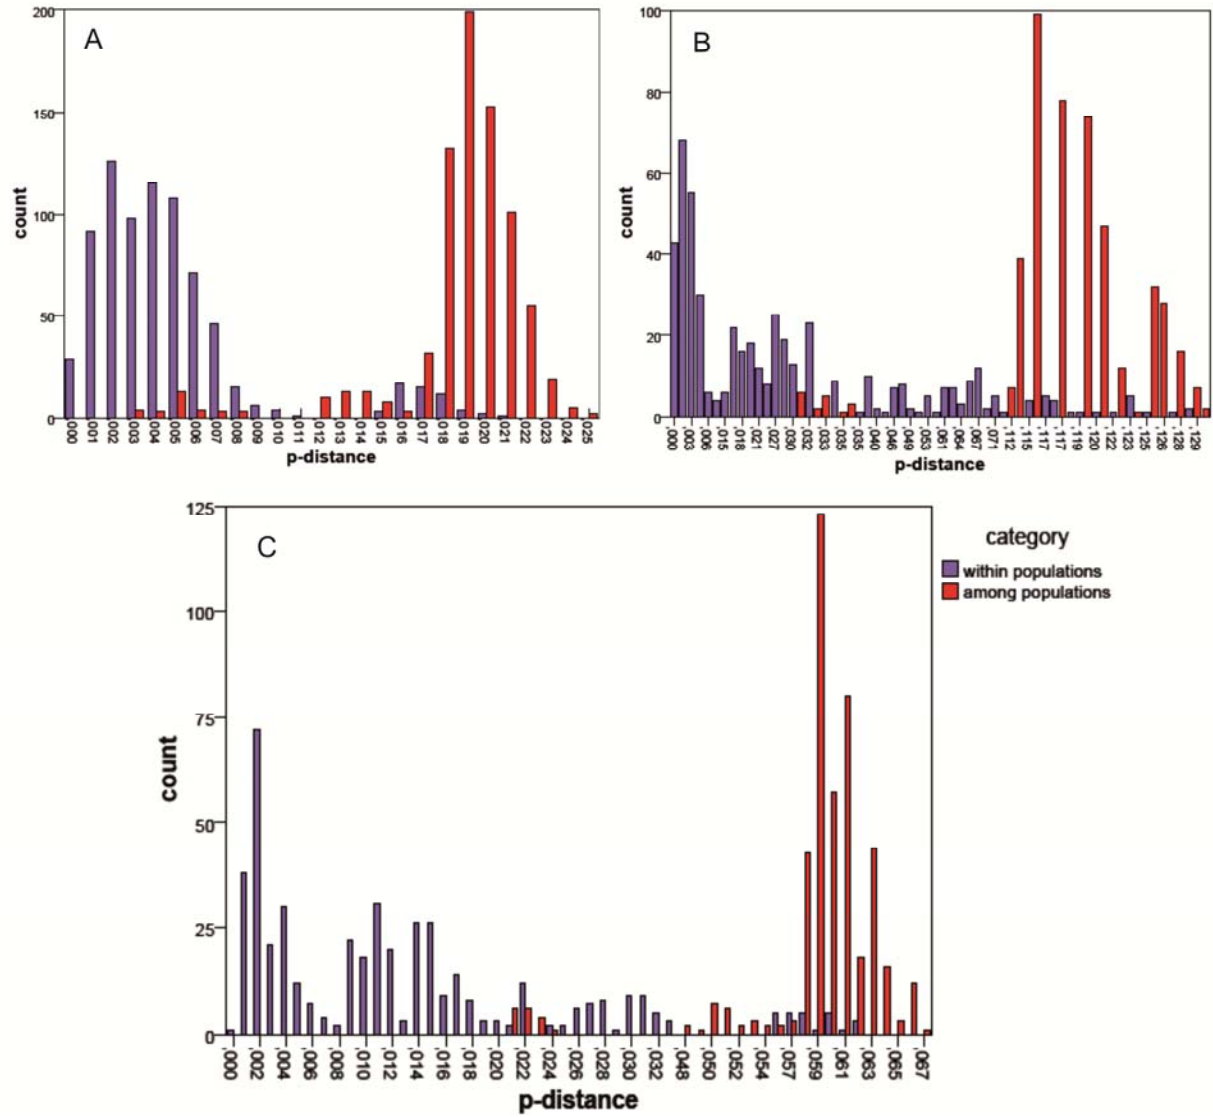 A
200
150
100
50
0
count
,000 ,001 ,002 ,003 ,004 ,005 ,006 ,007 ,008 ,009 ,010 ,011 ,012 ,013 ,014 ,015 ,016 ,017 ,018 ,019 ,020 ,021 ,022 ,023 ,024 ,025
p-distance
B
100
80
60
40
20
0
count
,000 ,003 ,006 ,015 ,018 ,021 ,027 ,030 ,032 ,033 ,035 ,035 ,040 ,046 ,049 ,053 ,061 ,064 ,067 ,071 ,112 ,115 ,117 ,117 ,119 ,120 ,122 ,123 ,125 ,126 ,128 ,129
p-distance
C
125
100
75
50
25
0
count
,000 ,002 ,004 ,006 ,008 ,010 ,012 ,014 ,016 ,018 ,020 ,022 ,024 ,026 ,028 ,030 ,032 ,048 ,050 ,052 ,054 ,057 ,059 ,061 ,063 ,065 ,067
p-distance
category
within populations
among populations